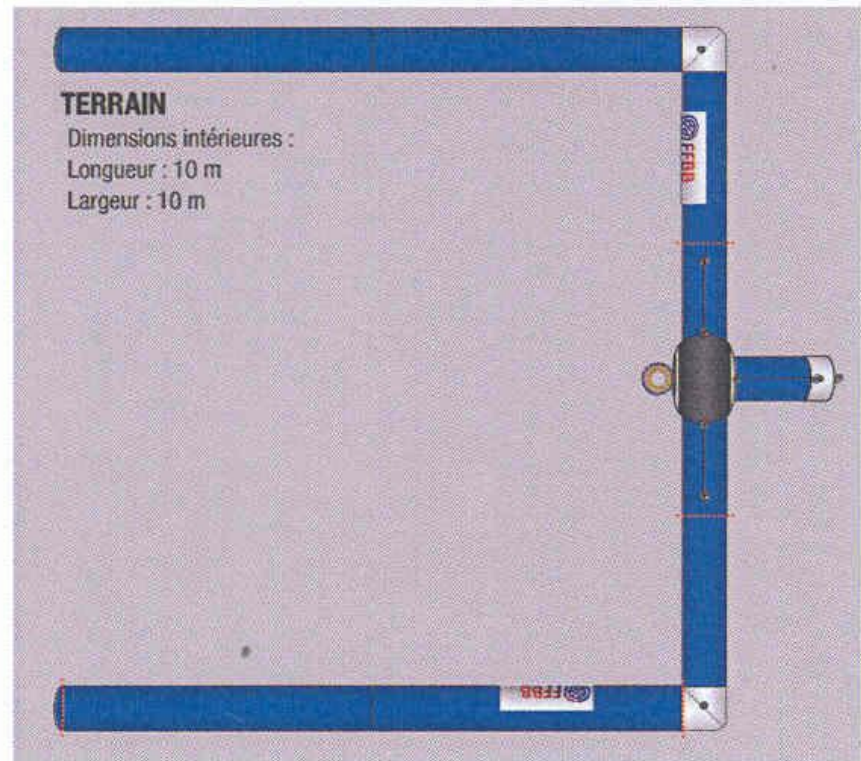 TERRAIN
Dimensions intérieures :
Longueur : 10 m
Largeur : 10 m
FFBB
FFBB